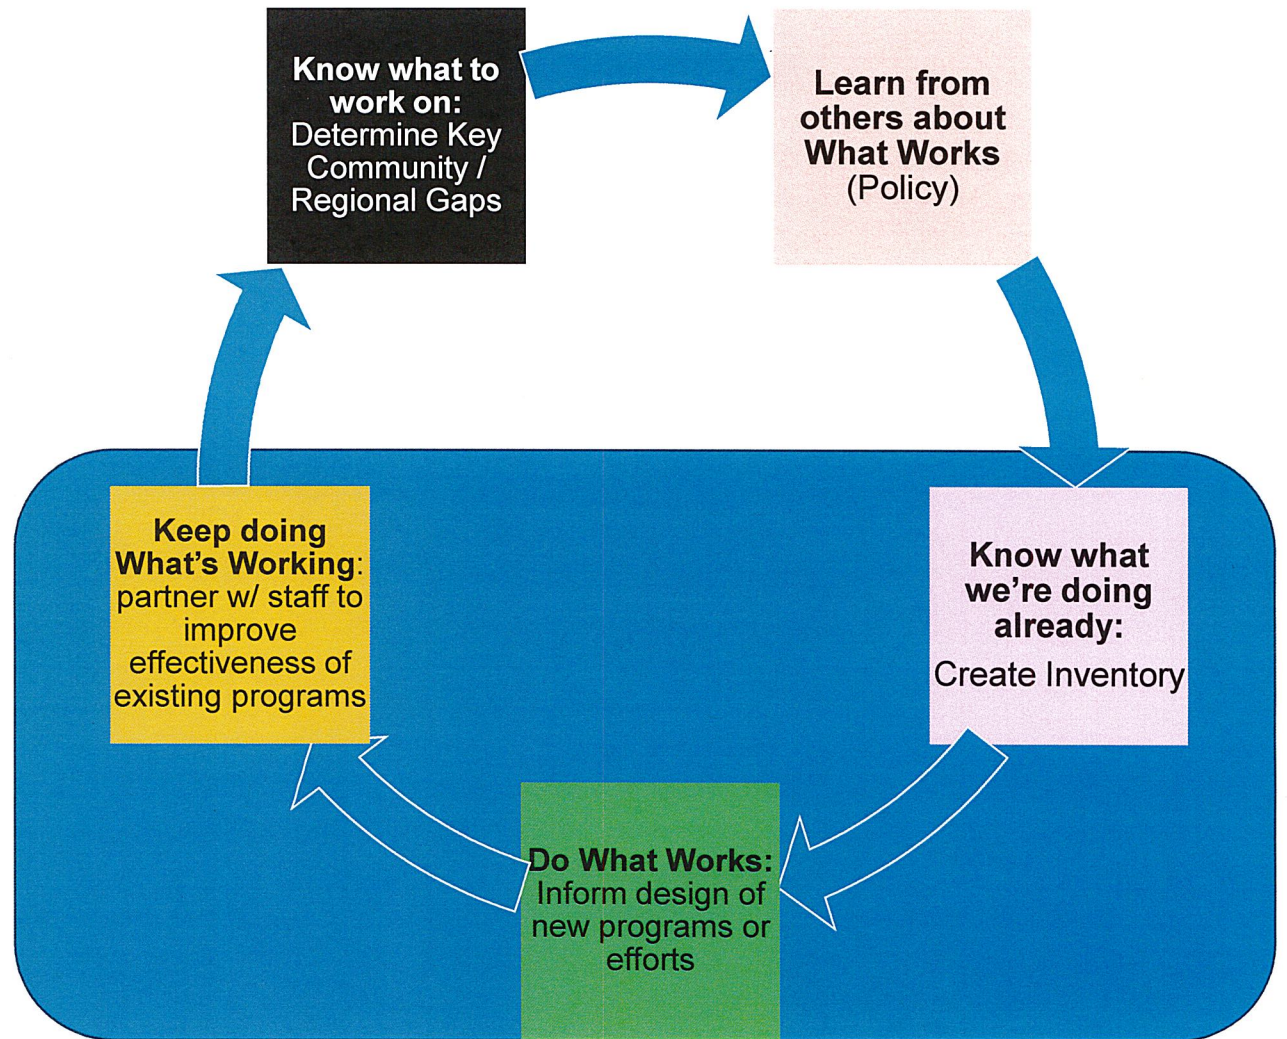 Know what to
work on:
Determine Key
Community /
Regional Gaps
Learn from
others about
What Works
(Policy)
Know what
we're doing
already:
Create Inventory
Do What Works:
Inform design of
new programs or
efforts
Keep doing
What's Working:
partner w/ staff to
improve
effectiveness of
existing programs